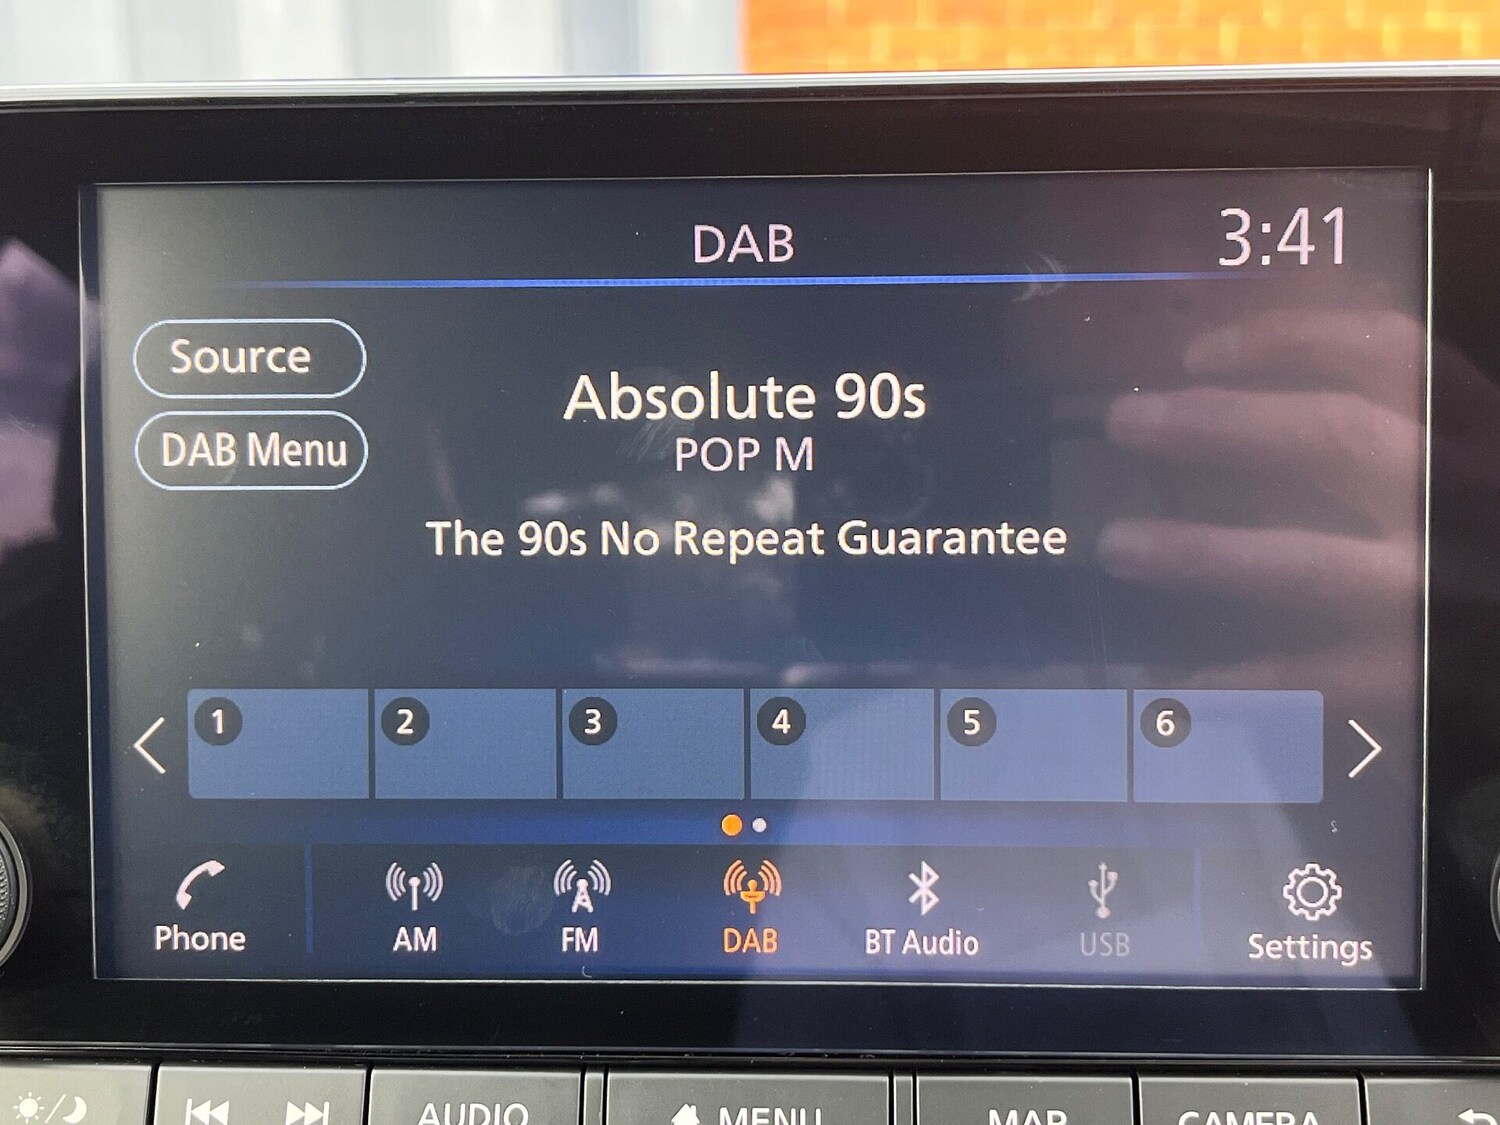 DAB
3:41
Source
Absolute 90s
POP M
DAB Menu
The 90s No Repeat Guarantee
1 2 3 4 5 6
Phone AM FM DAB BT Audio USB Settings
AUDIO MENU MAP CAMERA